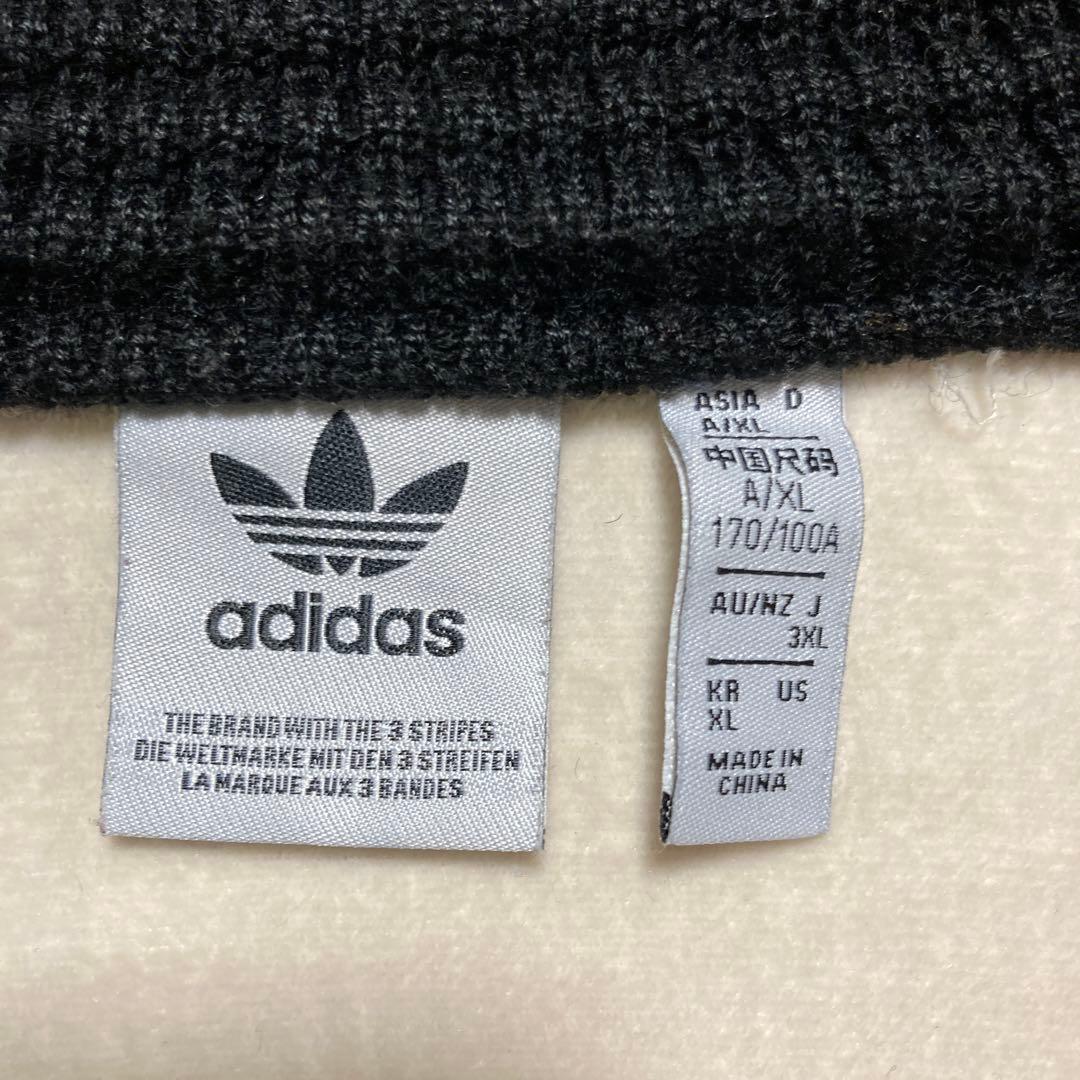 adidas
THE BRAND WITH THE 3 STRIPES
DIE WELTMARKE MIT DEN 3 STREIFEN
LA MARQUE AUX 3 BANDES
ASIA D
A/XL
中国尺码
A/XL
170/100A
AU/NZ J
3XL
KR US
XL
MADE IN
CHINA